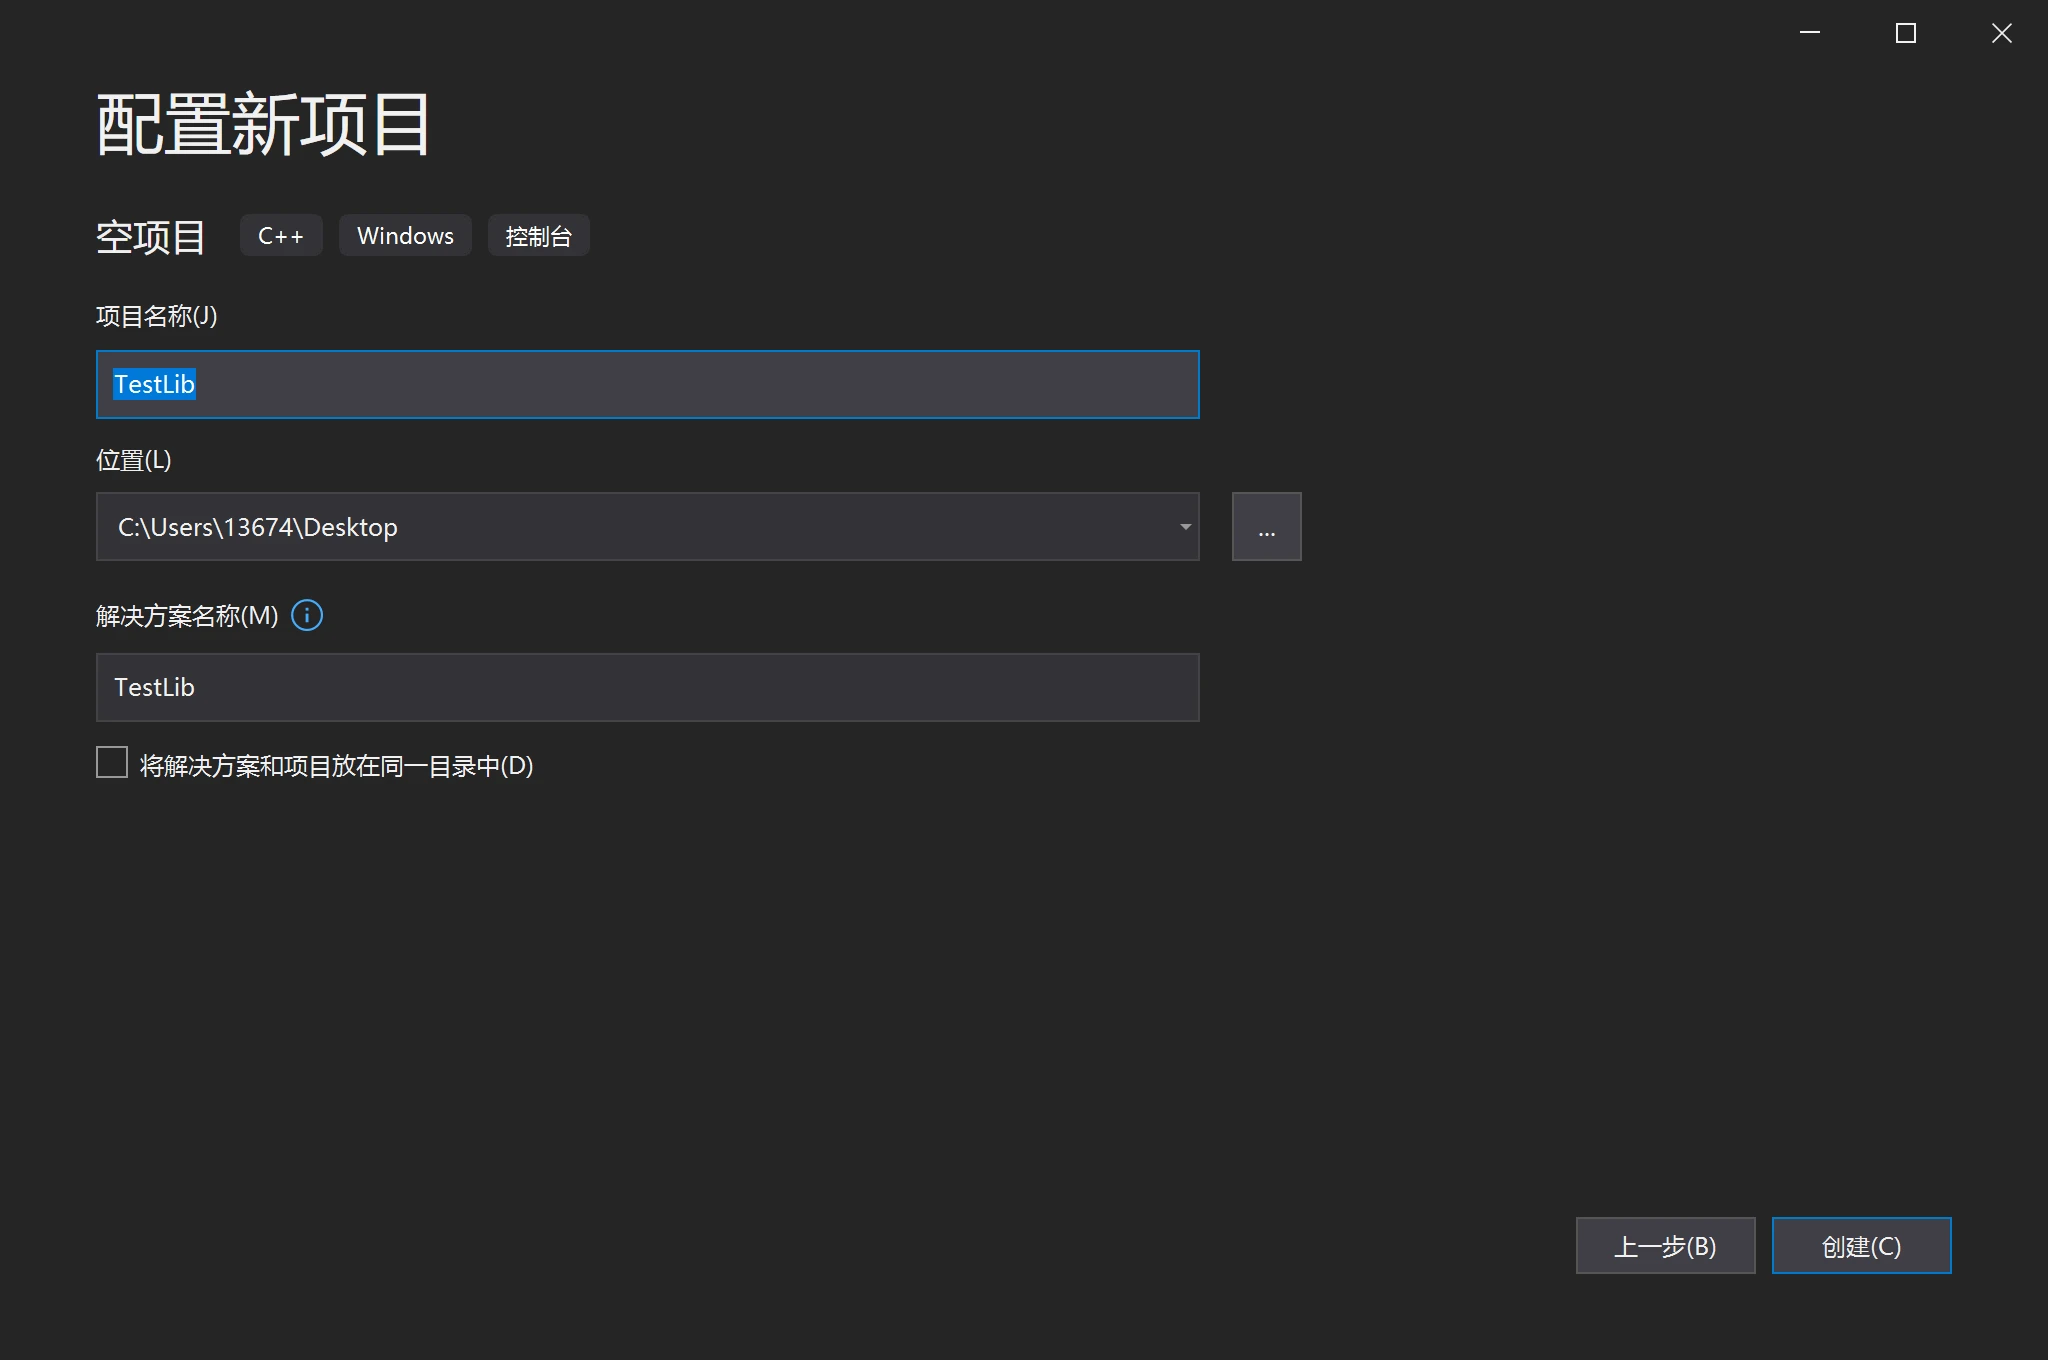 配置新项目
空项目 C++ Windows 控制台
项目名称(J)
TestLib
位置(L)
C:\Users\13674\Desktop
...
解决方案名称(M)
TestLib
将解决方案和项目放在同一目录中(D)
上一步(B) 创建(C)